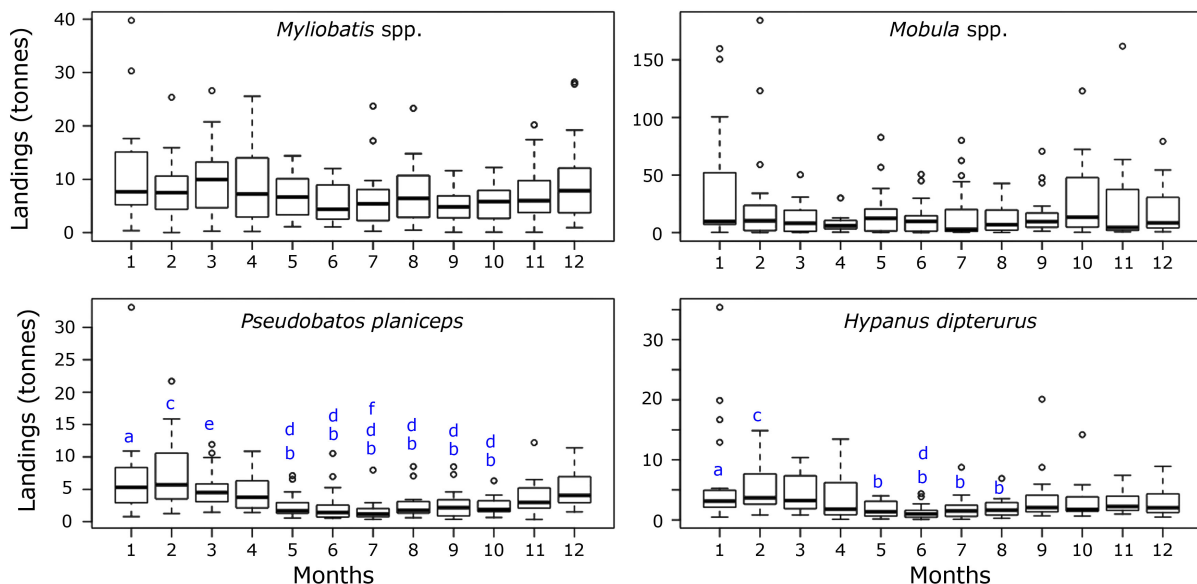 Myliobatis spp.
Landings (tonnes)
40
30
20
10
0
1 2 3 4 5 6 7 8 9 10 11 12
Mobula spp.
150
100
50
0
1 2 3 4 5 6 7 8 9 10 11 12
Pseudobatos planiceps
Landings (tonnes)
30
25
20
15
10
5
0
a c e d b d b f d b d b d b d b
1 2 3 4 5 6 7 8 9 10 11 12
Months
Hypanus dipterurus
30
20
10
0
a c b d b b b
1 2 3 4 5 6 7 8 9 10 11 12
Months